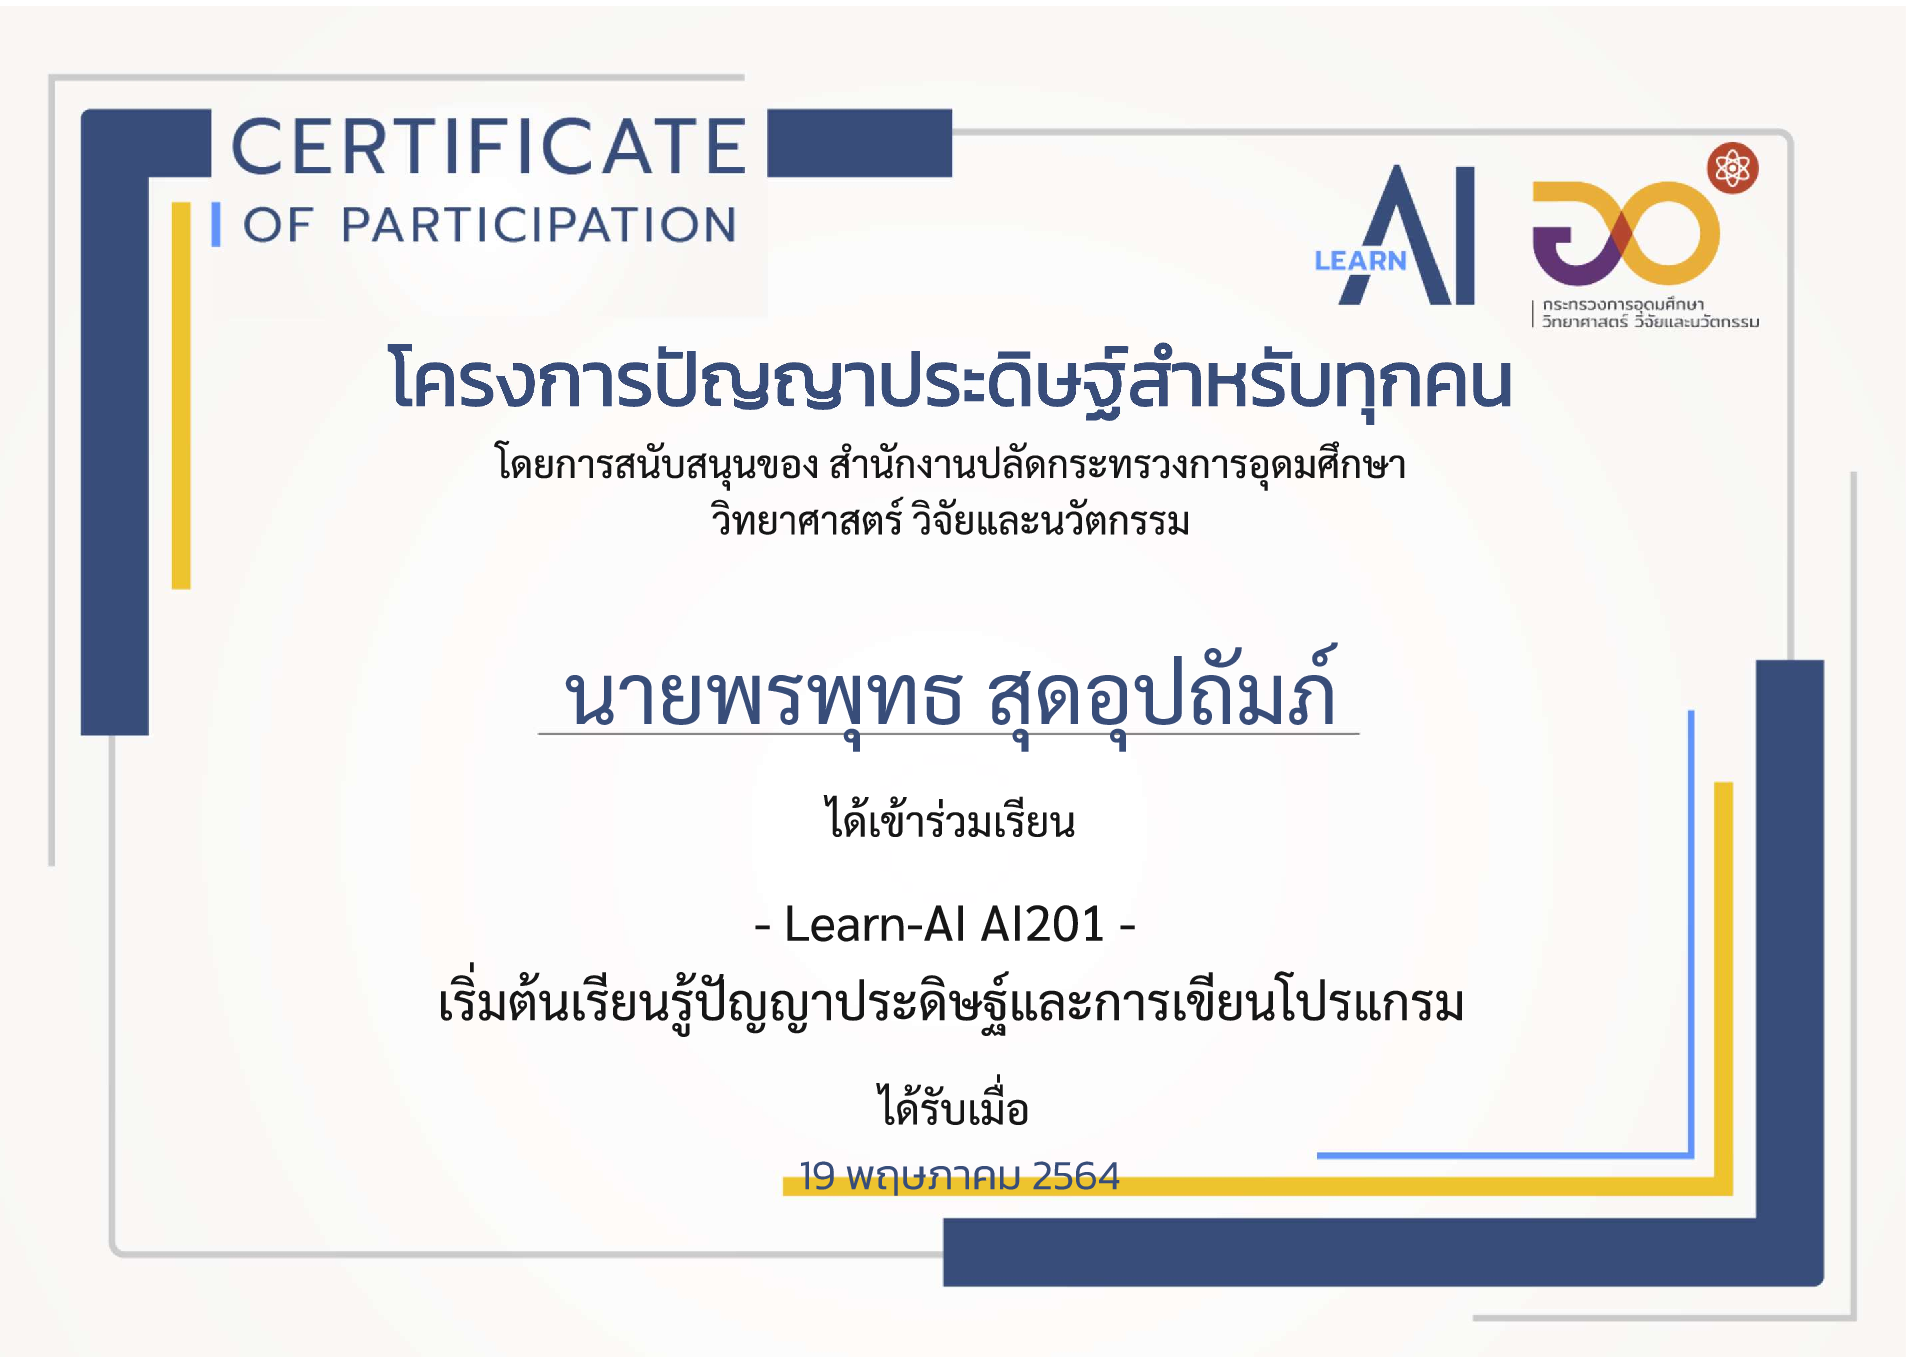 CERTIFICATE
OF PARTICIPATION
LEARN AI
กระทรวงการอุดมศึกษา
วิทยาศาสตร์ วิจัยและนวัตกรรม
โครงการปัญญาประดิษฐ์สำหรับทุกคน
โดยการสนับสนุนของ สำนักงานปลัดกระทรวงการอุดมศึกษา
วิทยาศาสตร์ วิจัยและนวัตกรรม
นายพรพุทธ สุดอุปถัมภ์
ได้เข้าร่วมเรียน
- Learn-AI AI201 -
เริ่มต้นเรียนรู้ปัญญาประดิษฐ์และการเขียนโปรแกรม
ได้รับเมื่อ
19 พฤษภาคม 2564